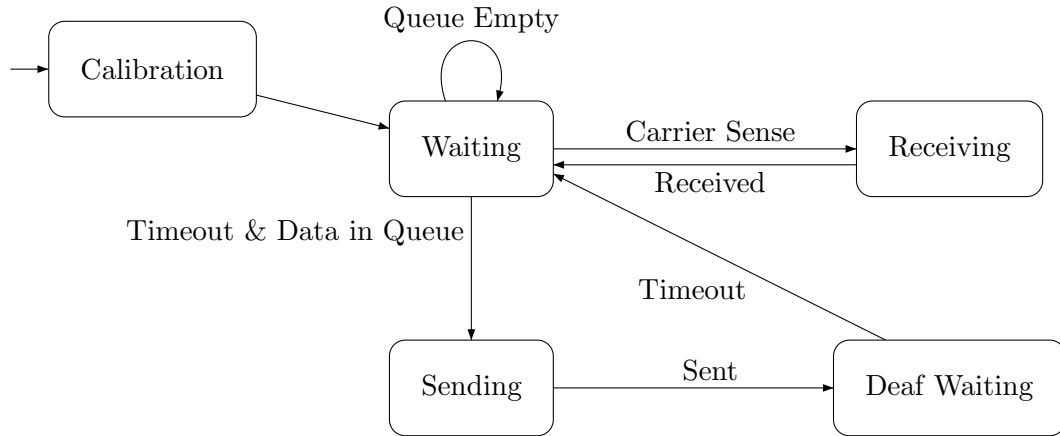 Queue Empty
Calibration
Waiting
Carrier Sense
Receiving
Received
Timeout & Data in Queue
Timeout
Sending
Sent
Deaf Waiting